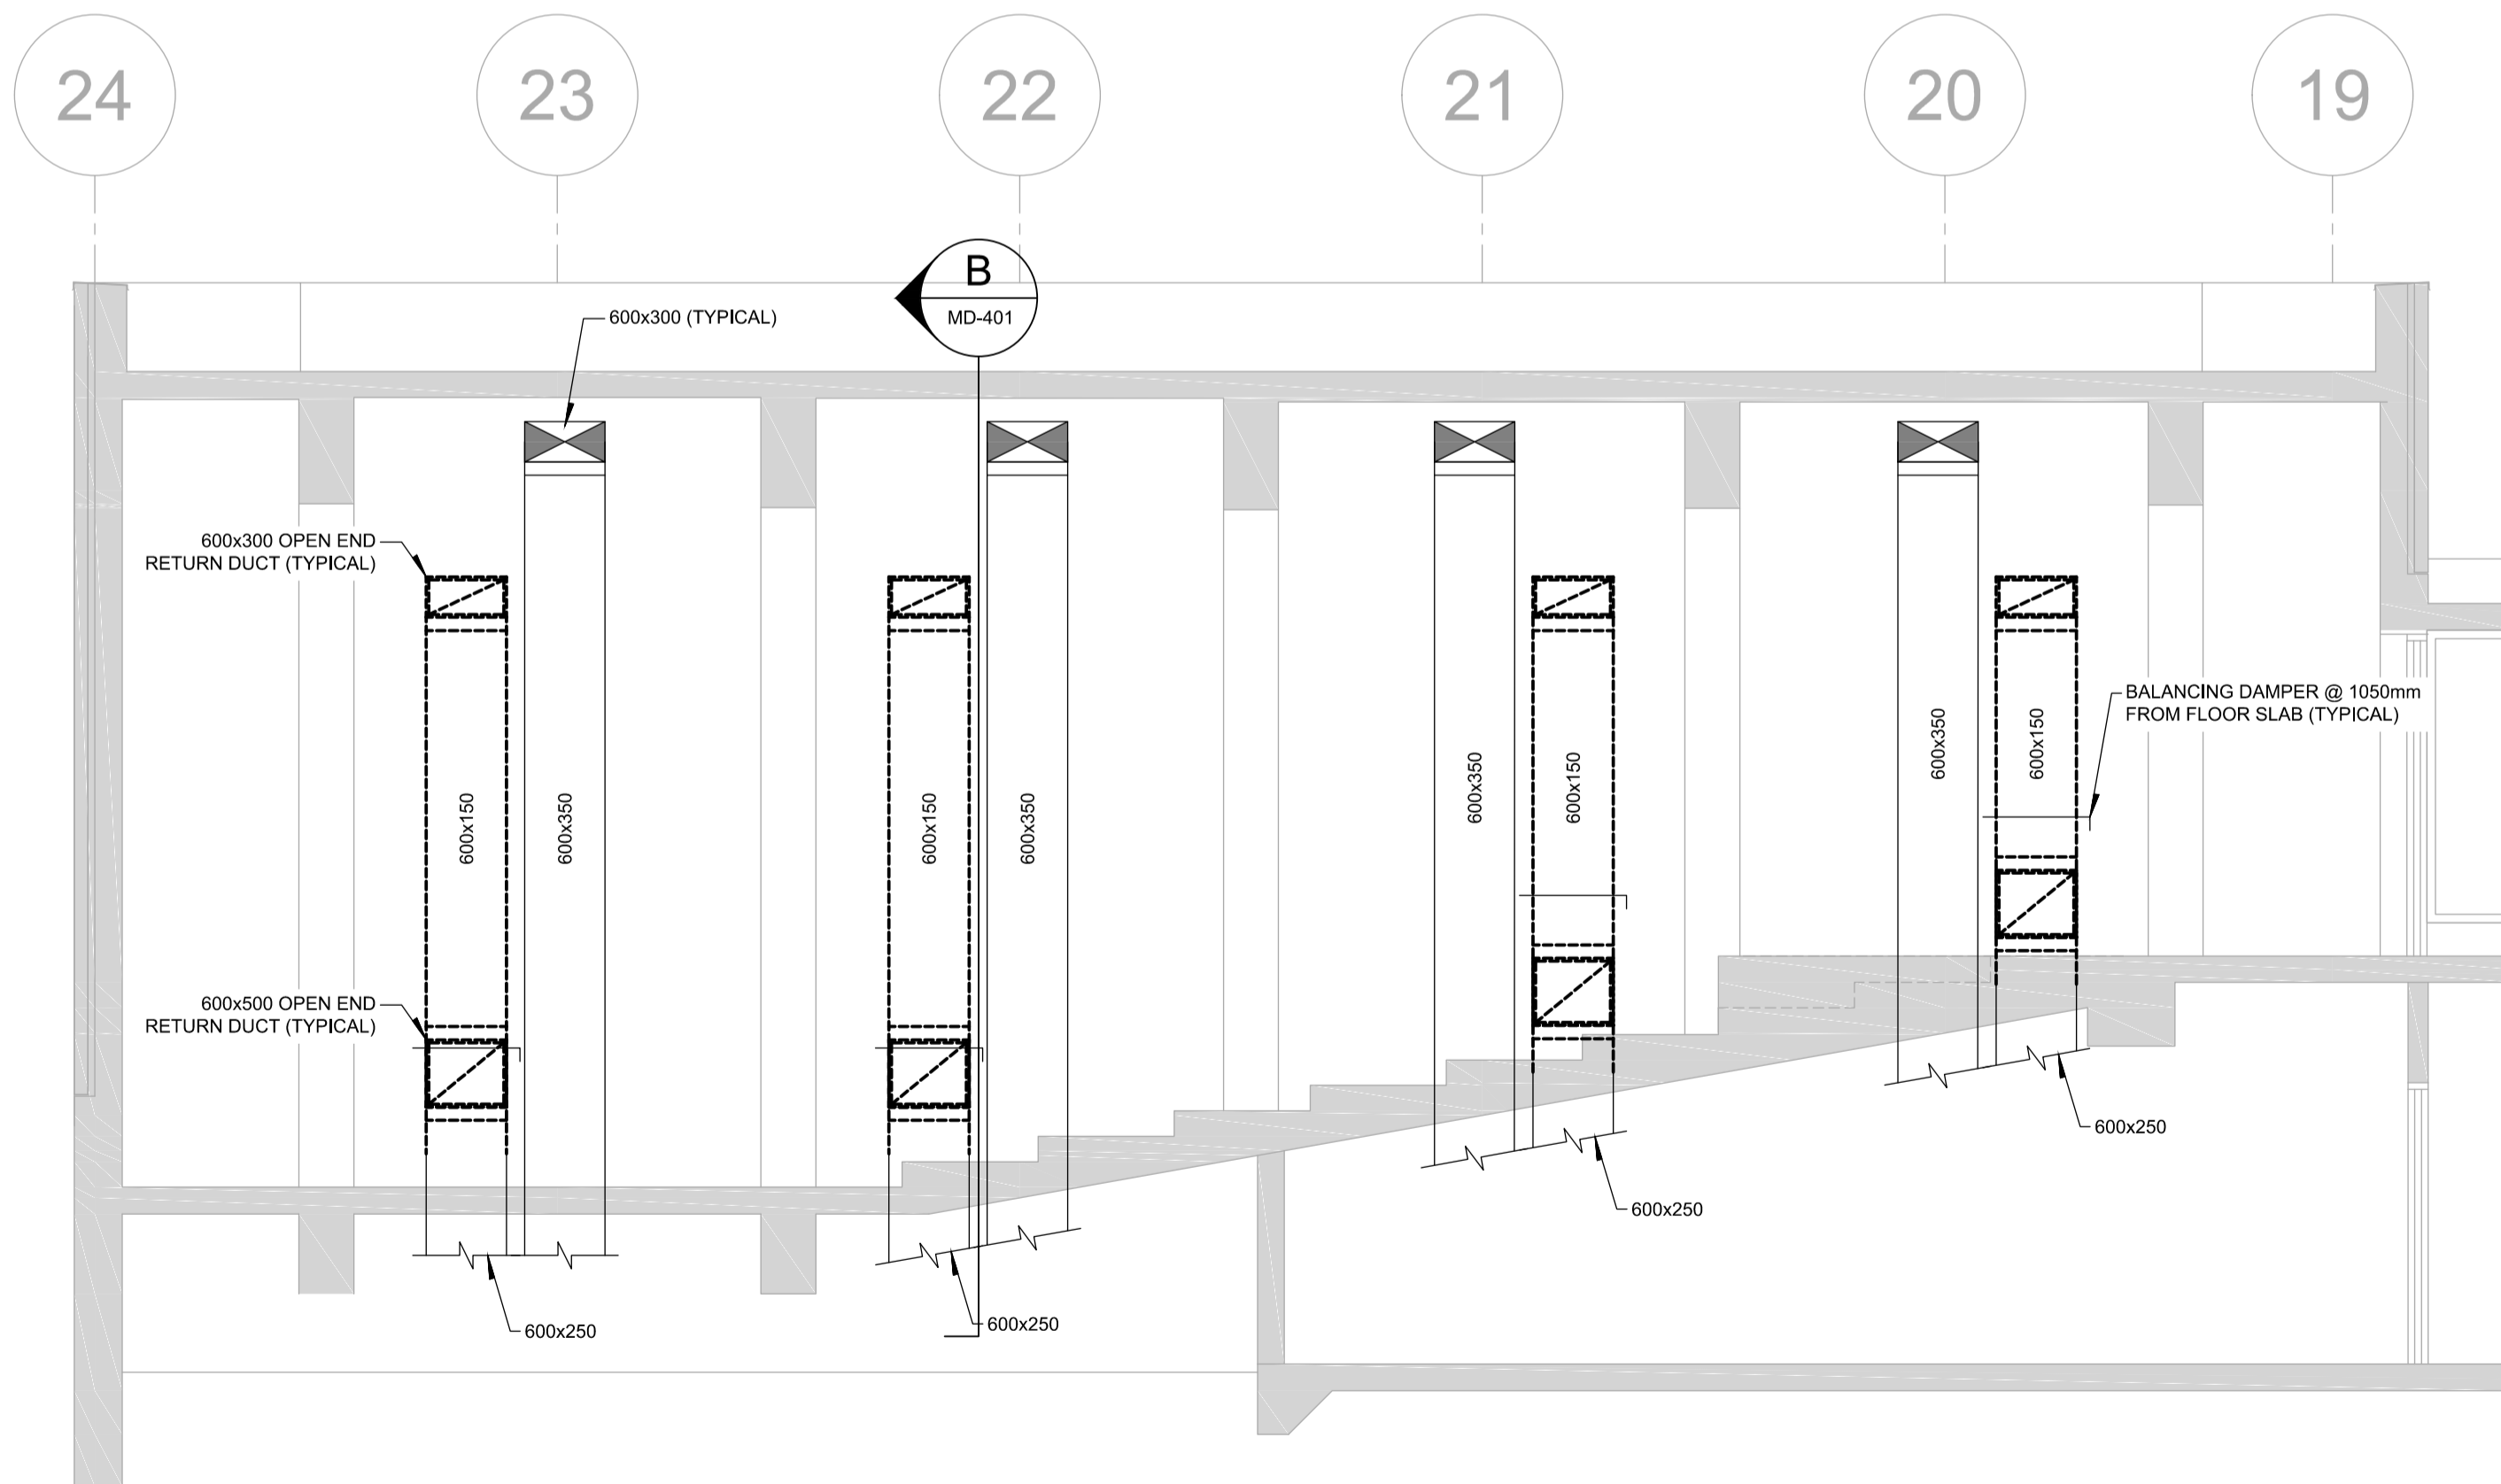 24
23
22
21
20
19
B
MD-401
600x300 (TYPICAL)
600x300 OPEN END
RETURN DUCT (TYPICAL)
BALANCING DAMPER @ 1050mm
FROM FLOOR SLAB (TYPICAL)
600x150
600x350
600x150
600x350
600x350
600x150
600x350
600x150
600x500 OPEN END
RETURN DUCT (TYPICAL)
600x250
600x250
600x250
600x250